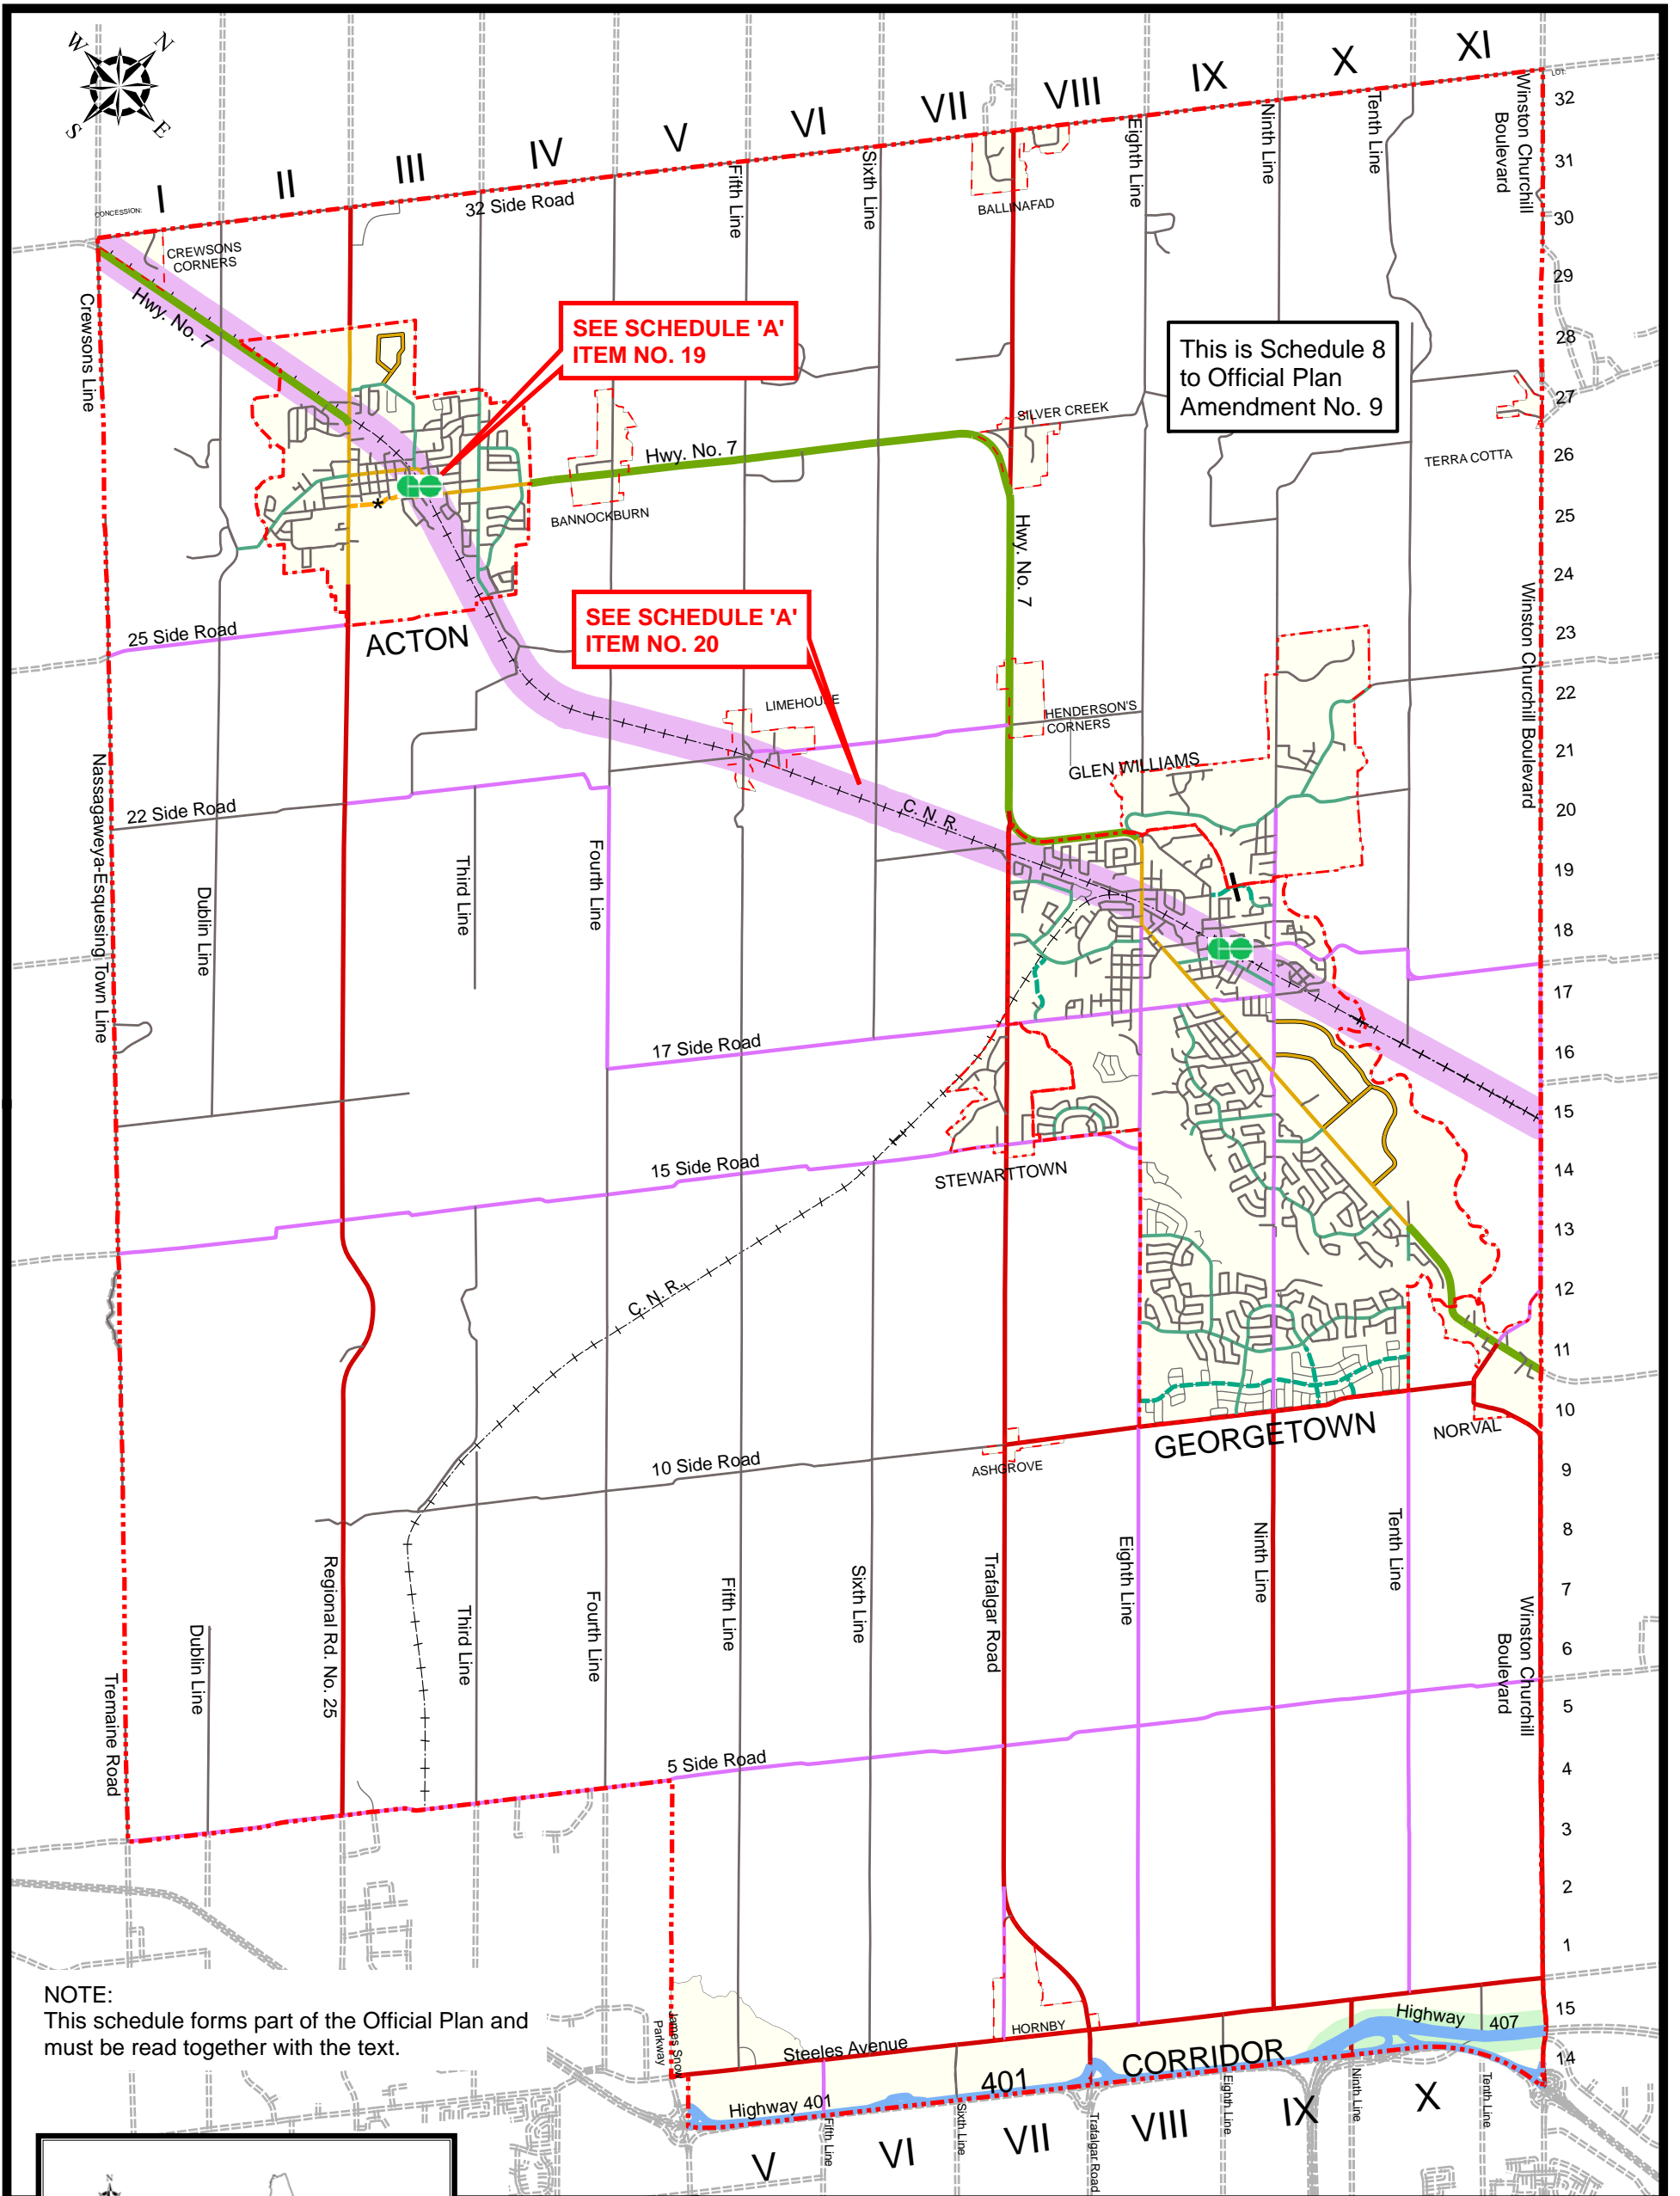 N
W
E
S
CONCESSION:
I
II
III
IV
V
VI
VII
VIII
IX
X
XI
LOT:
32
31
30
29
28
27
26
25
24
23
22
21
20
19
18
17
16
15
14
13
12
11
10
9
8
7
6
5
4
3
2
1
15
14
32 Side Road
CREWSONS
CORNERS
Hwy. No. 7
Crewsons Line
Fifth Line
Sixth Line
BALLINAFAD
Eighth Line
Ninth Line
Tenth Line
Winston Churchill
Boulevard
SEE SCHEDULE 'A'
ITEM NO. 19
This is Schedule 8
to Official Plan
Amendment No. 9
SILVER CREEK
TERRA COTTA
Hwy. No. 7
BANNOCKBURN
*
Hwy. No. 7
SEE SCHEDULE 'A'
ITEM NO. 20
25 Side Road
ACTON
LIMEHOUSE
HENDERSON'S
CORNERS
GLEN WILLIAMS
Winston Churchill Boulevard
Nassagaweya-Esquesing Town Line
22 Side Road
C. N. R.
Dublin Line
Third Line
Fourth Line
17 Side Road
15 Side Road
STEWARTTOWN
C. N. R.
GEORGETOWN
NORVAL
10 Side Road
ASHGROVE
Tremaine Road
Dublin Line
Regional Rd. No. 25
Third Line
Fourth Line
Fifth Line
Sixth Line
Trafalgar Road
Eighth Line
Ninth Line
Tenth Line
Winston Churchill
Boulevard
5 Side Road
NOTE:
This schedule forms part of the Official Plan and
must be read together with the text.
James Snow
Parkway
Steeles Avenue
HORNBY
Highway 407
401 CORRIDOR
Highway 401
Fifth Line
Sixth Line
Trafalgar Road
Eighth Line
Ninth Line
Tenth Line
V
VI
VII
VIII
IX
X
N